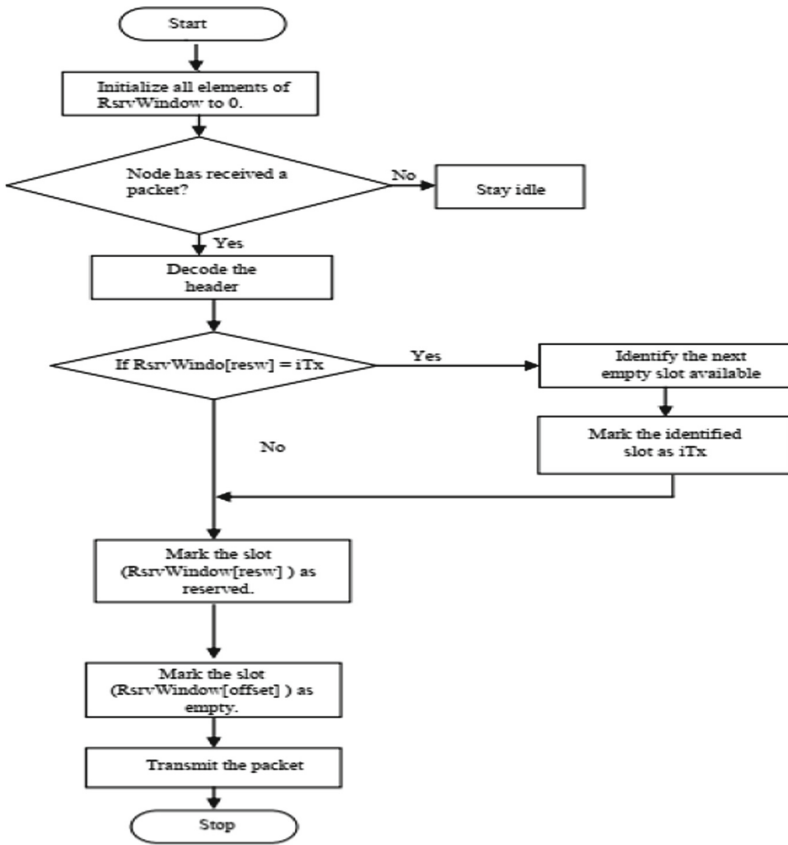 Start
Initialize all elements of
RsrvWindow to 0.
Node has received a
packet?
No
Stay idle
Yes
Decode the
header
If RsrvWindo[resw] = iTx
Yes
Identify the next
empty slot available
Mark the identified
slot as iTx
No
Mark the slot
(RsrvWindow[resw] ) as
reserved.
Mark the slot
(RsrvWindow[offset] ) as
empty.
Transmit the packet
Stop